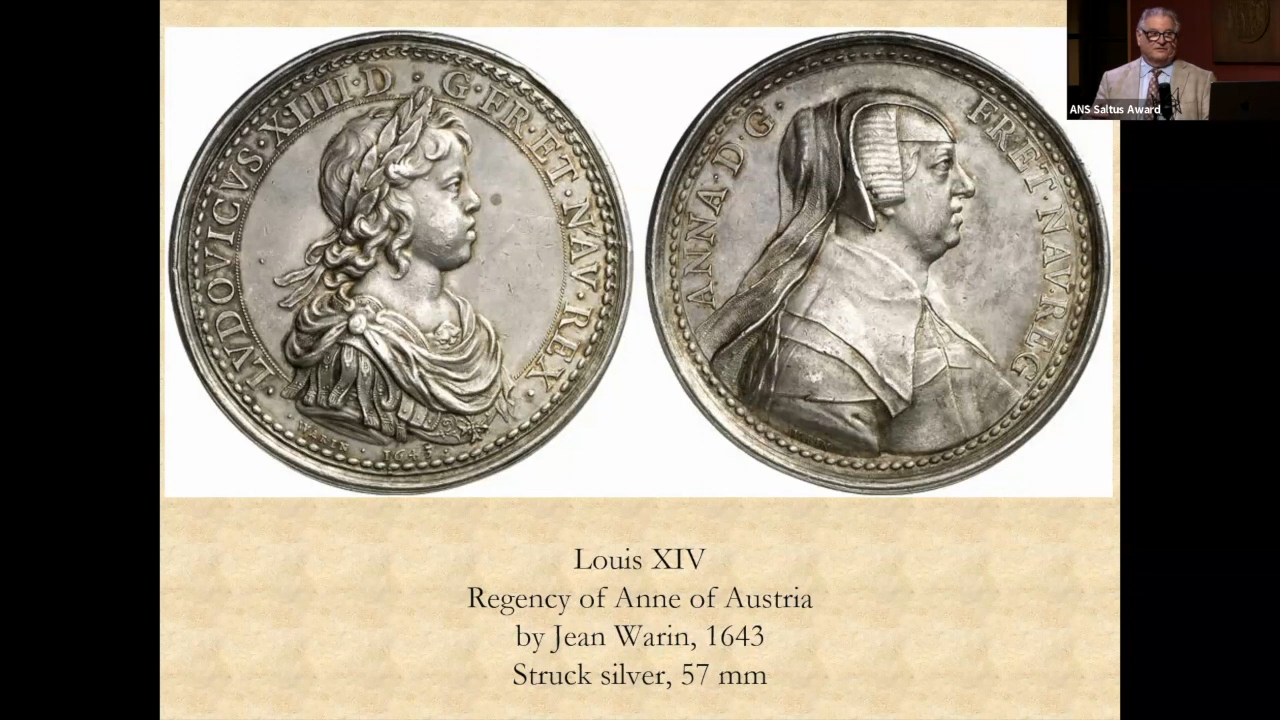 ANS Saltus Award
LVDOVICVS·XIIII·D·G·FR·ET·NAV·REX·
WARIN·1643
ANNA·D·G·FR·ET·NAV·REG
Louis XIV
Regency of Anne of Austria
by Jean Warin, 1643
Struck silver, 57 mm